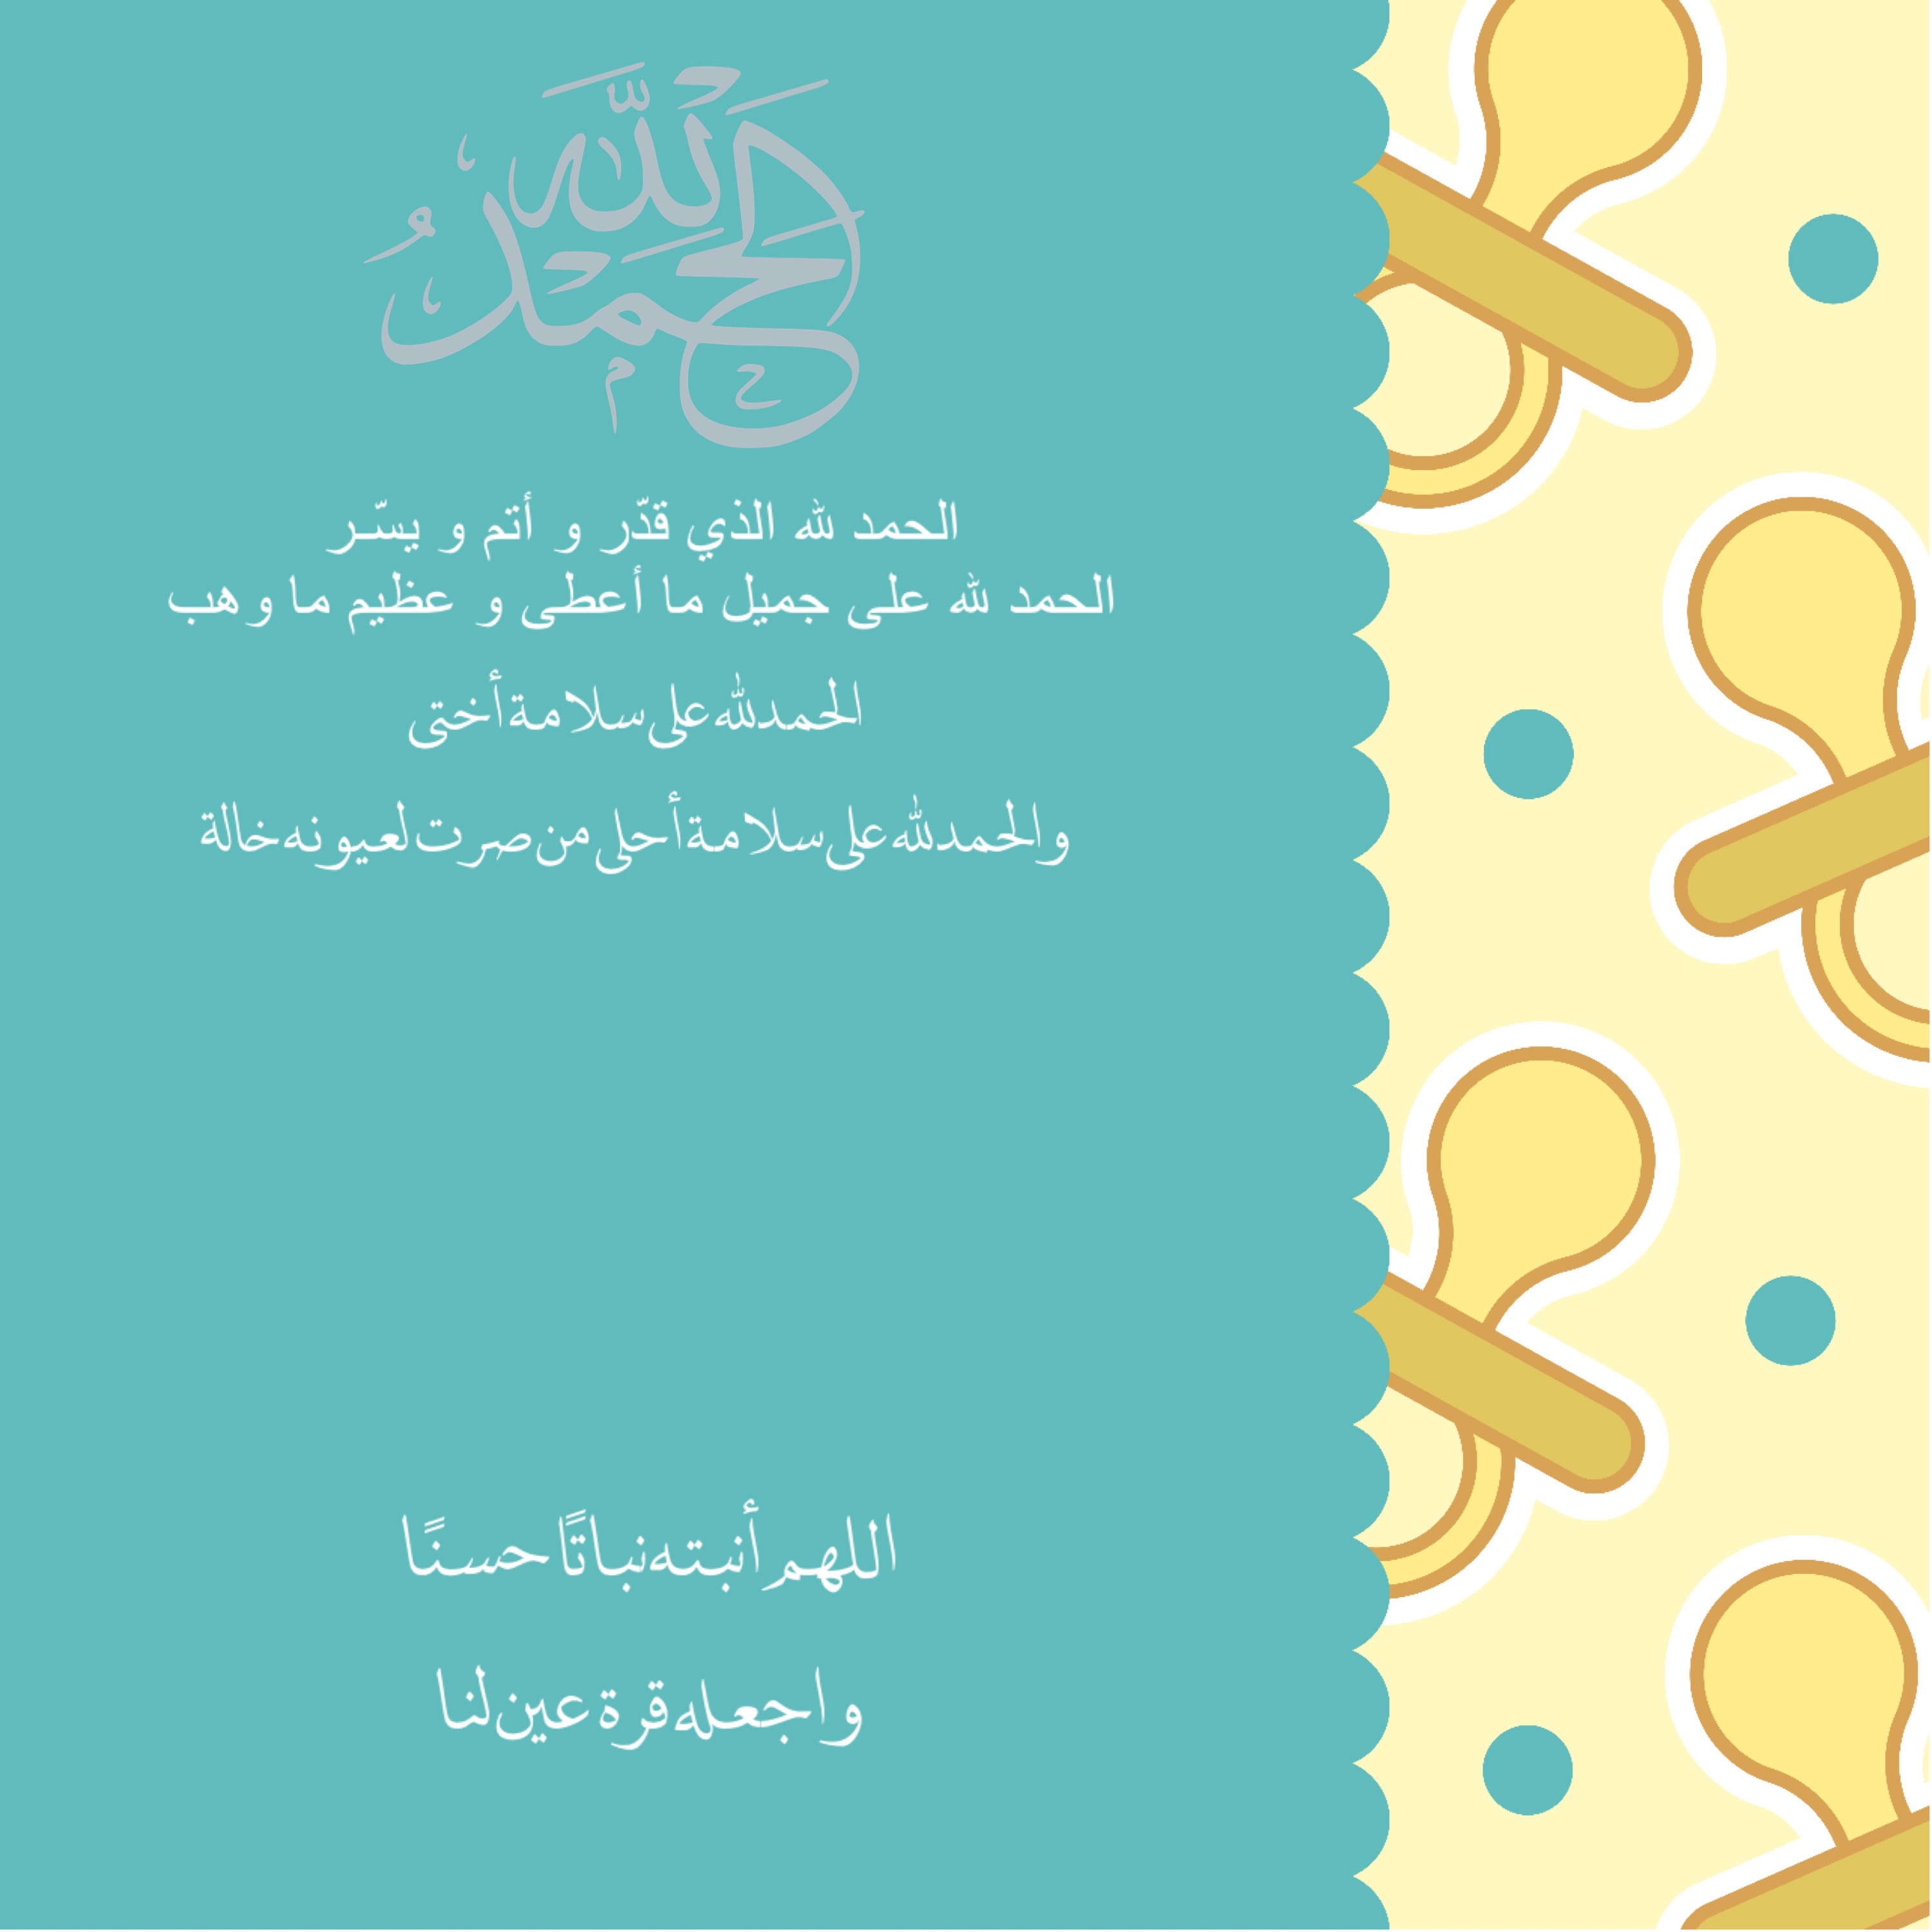 الحمد لله
الحمد لله الذي قدّر و أتم و يسّر
الحمد لله على جميل ما أعطى و عظيم ما وهب
الحمدلله على سلامة أختي
والحمدلله على سلامة أحلى من صرت لعيونه خالة
اللهم أنبته نباتًا حسنًا
واجعله قرة عين لنا